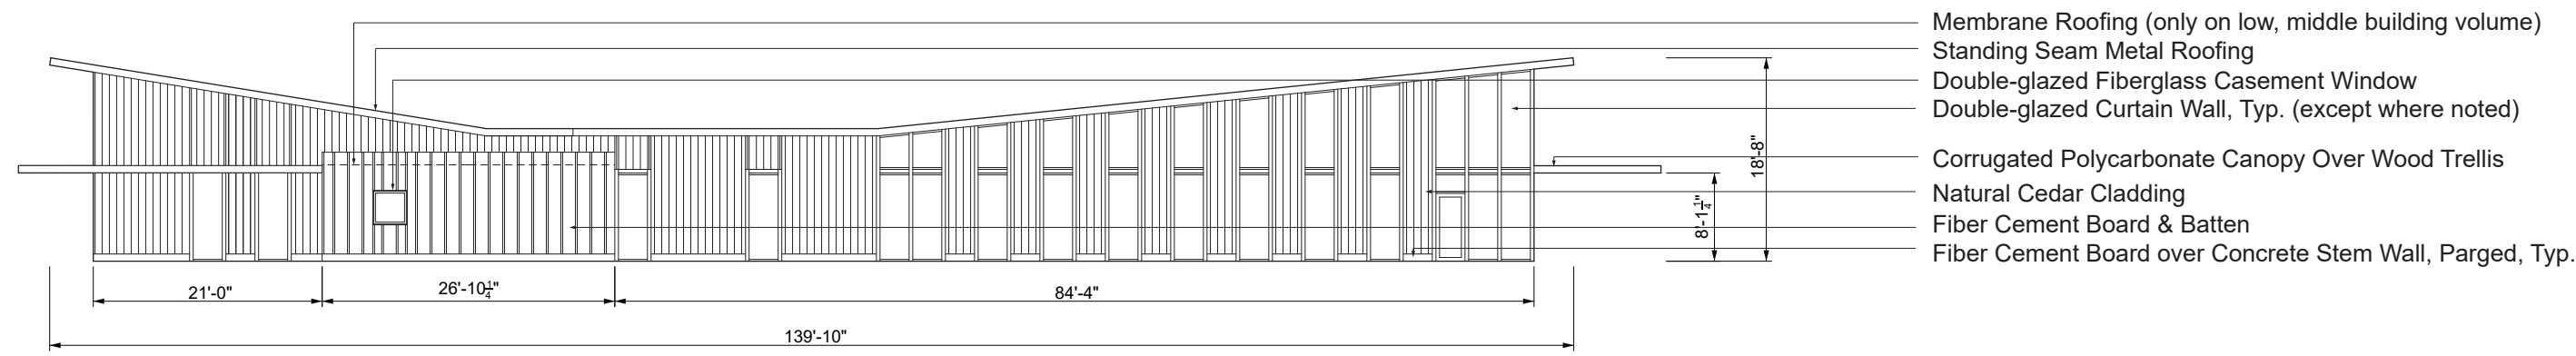 Membrane Roofing (only on low, middle building volume)
Standing Seam Metal Roofing
Double-glazed Fiberglass Casement Window
Double-glazed Curtain Wall, Typ. (except where noted)
Corrugated Polycarbonate Canopy Over Wood Trellis
Natural Cedar Cladding
Fiber Cement Board & Batten
Fiber Cement Board over Concrete Stem Wall, Parged, Typ.
18'-8"
8'-1¼"
21'-0"
26'-10¼"
84'-4"
139'-10"